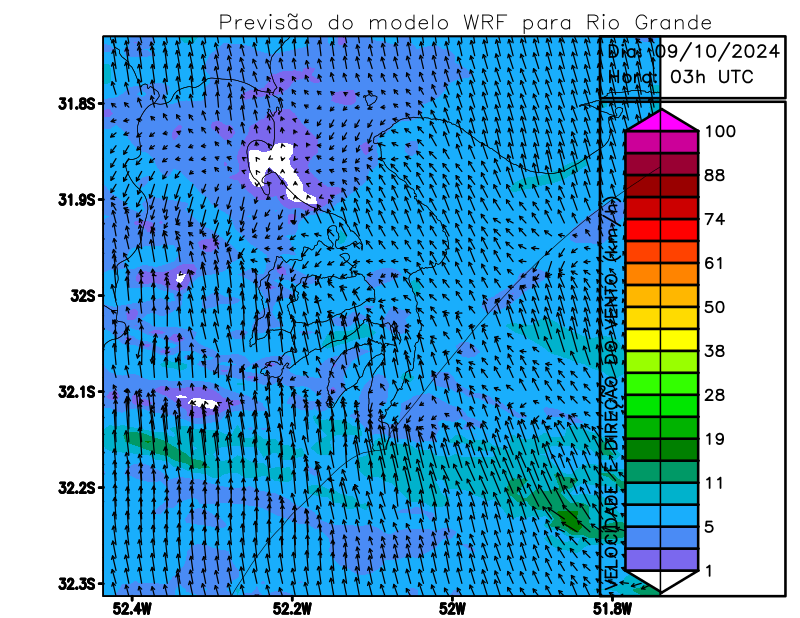 Previsão do modelo WRF para Rio Grande
Dia: 09/10/2024
Hora: 03h UTC
31.8S
31.9S
32S
32.1S
32.2S
32.3S
52.4W
52.2W
52W
51.8W
VELOCIDADE E DIREÇÃO DO VENTO (km/h)
100
88
74
61
50
38
28
19
11
5
1